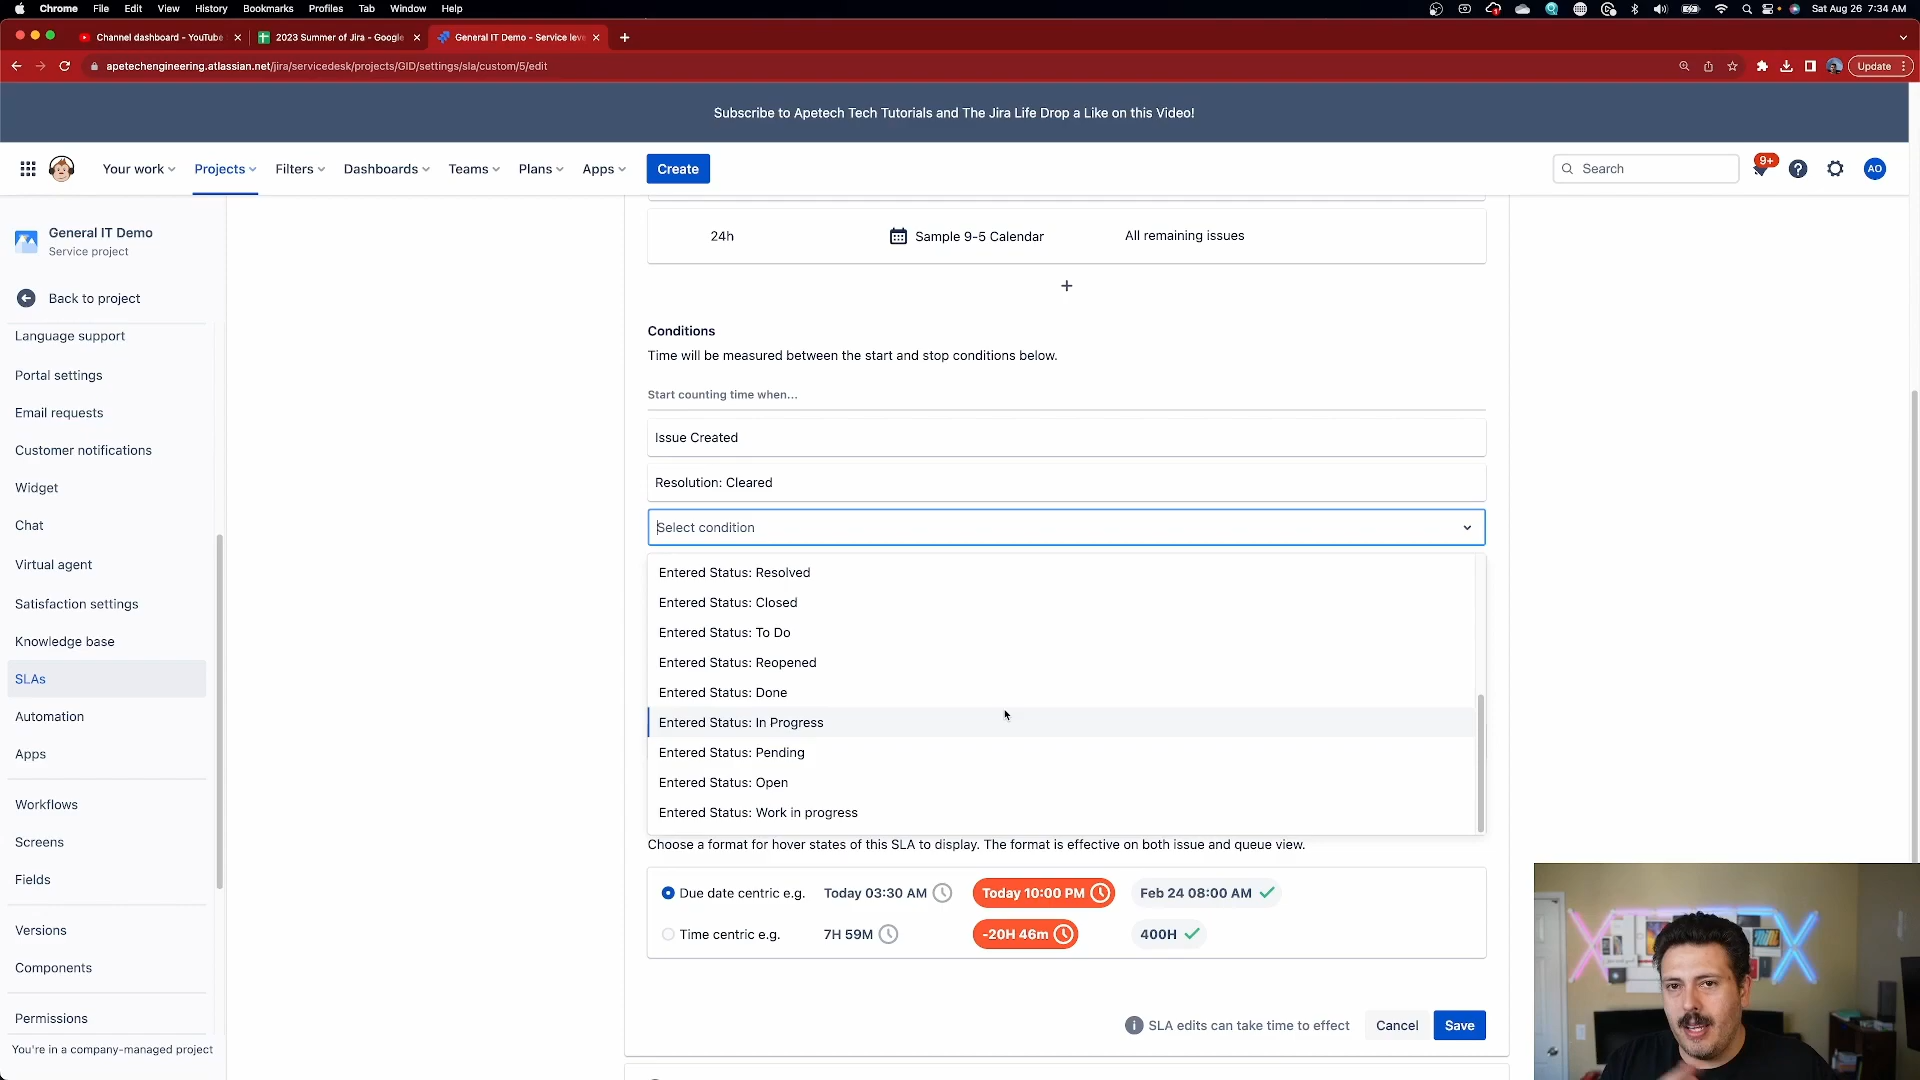 Chrome File Edit View History Bookmarks Profiles Tab Window Help Sat Aug 26 7:34 AM
Channel dashboard - YouTube 2023 Summer of Jira - Google General IT Demo - Service leve
apetechengineering.atlassian.net/jira/servicedesk/projects/GID/settings/sla/custom/5/edit Update
Subscribe to Apetech Tech Tutorials and The Jira Life Drop a Like on this Video!
Your work Projects Filters Dashboards Teams Plans Apps Create Search 9+ AO
General IT Demo
Service project
Back to project
Language support
Portal settings
Email requests
Customer notifications
Widget
Chat
Virtual agent
Satisfaction settings
Knowledge base
SLAs
Automation
Apps
Workflows
Screens
Fields
Versions
Components
Permissions
You're in a company-managed project
24h Sample 9-5 Calendar All remaining issues
Conditions
Time will be measured between the start and stop conditions below.
Start counting time when...
Issue Created
Resolution: Cleared
Select condition
Entered Status: Resolved
Entered Status: Closed
Entered Status: To Do
Entered Status: Reopened
Entered Status: Done
Entered Status: In Progress
Entered Status: Pending
Entered Status: Open
Entered Status: Work in progress
Choose a format for hover states of this SLA to display. The format is effective on both issue and queue view.
Due date centric e.g. Today 03:30 AM Today 10:00 PM Feb 24 08:00 AM
Time centric e.g. 7H 59M -20H 46m 400H
SLA edits can take time to effect Cancel Save